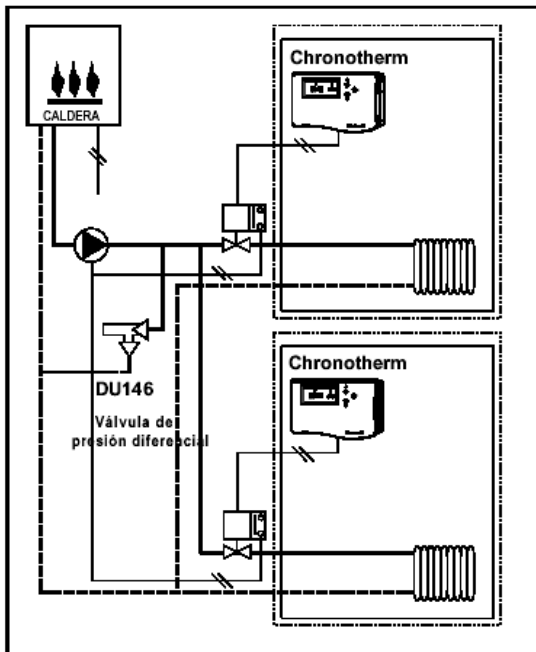 Chronotherm
CALDERA
DU146
Válvula de
presión diferencial
Chronotherm